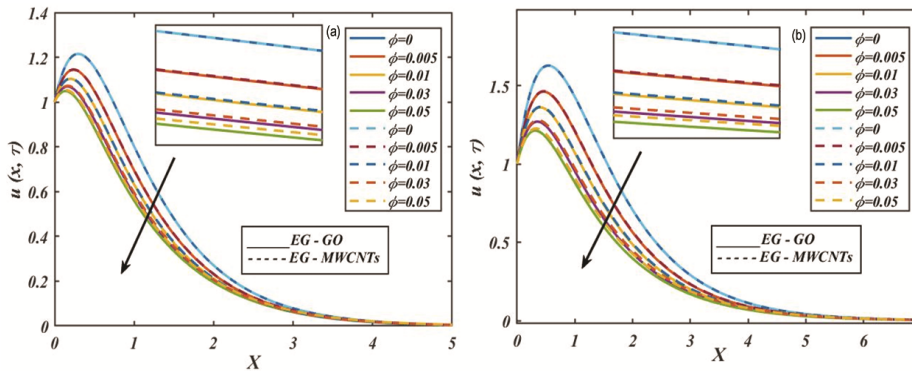 (a)
u (x, τ)
1.4
1.2
1
0.8
0.6
0.4
0.2
0
0 1 2 3 4 5
X
ϕ=0
ϕ=0.005
ϕ=0.01
ϕ=0.03
ϕ=0.05
ϕ=0
ϕ=0.005
ϕ=0.01
ϕ=0.03
ϕ=0.05
EG - GO
EG - MWCNTs
(b)
u (x, τ)
1.5
1
0.5
0
0 1 2 3 4 5 6
X
ϕ=0
ϕ=0.005
ϕ=0.01
ϕ=0.03
ϕ=0.05
ϕ=0
ϕ=0.005
ϕ=0.01
ϕ=0.03
ϕ=0.05
EG - GO
EG - MWCNTs